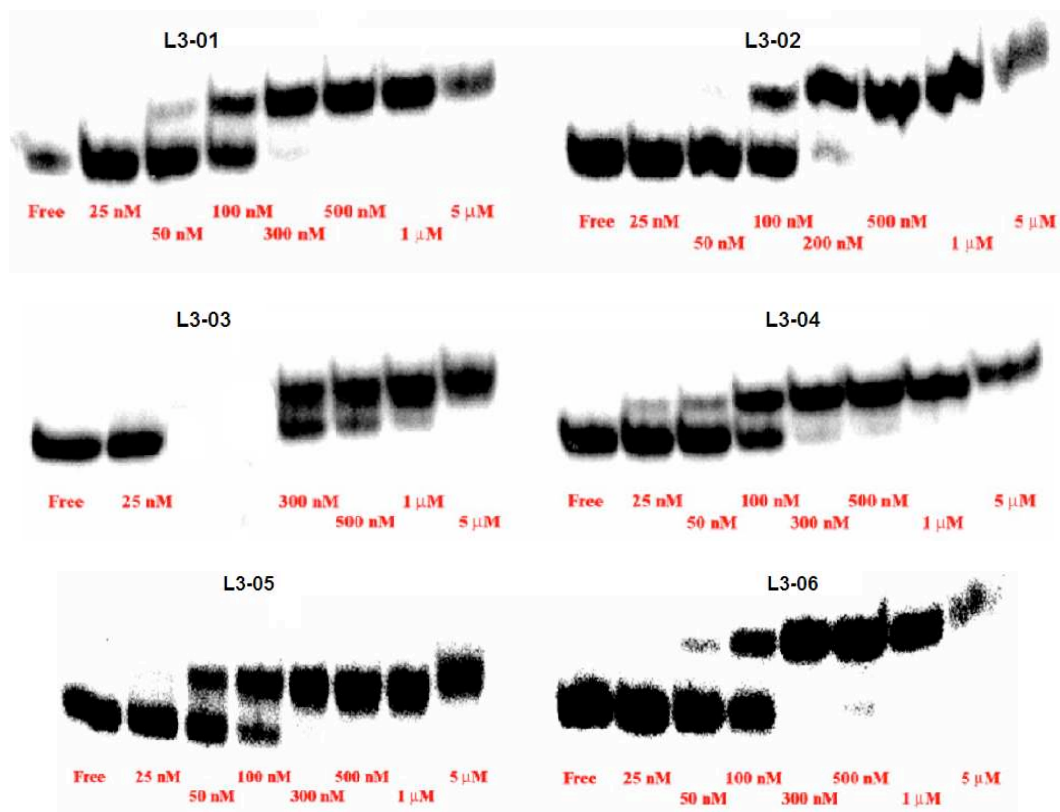 L3-01
L3-02
Free 25 nM 100 nM 500 nM 5 μM
50 nM 300 nM 1 μM
Free 25 nM 100 nM 500 nM 5 μM
50 nM 200 nM 1 μM
L3-03
L3-04
Free 25 nM 300 nM 1 μM
500 nM 5 μM
Free 25 nM 100 nM 500 nM 5 μM
50 nM 300 nM 1 μM
L3-05
L3-06
Free 25 nM 100 nM 500 nM 5 μM
50 nM 300 nM 1 μM
Free 25 nM 100 nM 500 nM 5 μM
50 nM 300 nM 1 μM